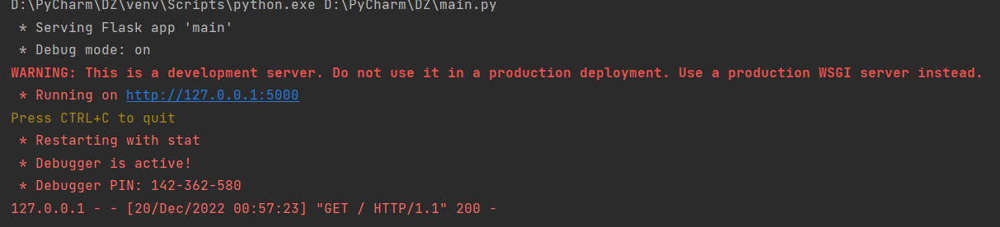 D:\PyCharm\DZ\venv\Scripts\python.exe D:\PyCharm\DZ\main.py
* Serving Flask app 'main'
* Debug mode: on
WARNING: This is a development server. Do not use it in a production deployment. Use a production WSGI server instead.
* Running on http://127.0.0.1:5000
Press CTRL+C to quit
* Restarting with stat
* Debugger is active!
* Debugger PIN: 142-362-580
127.0.0.1 - - [20/Dec/2022 00:57:23] "GET / HTTP/1.1" 200 -